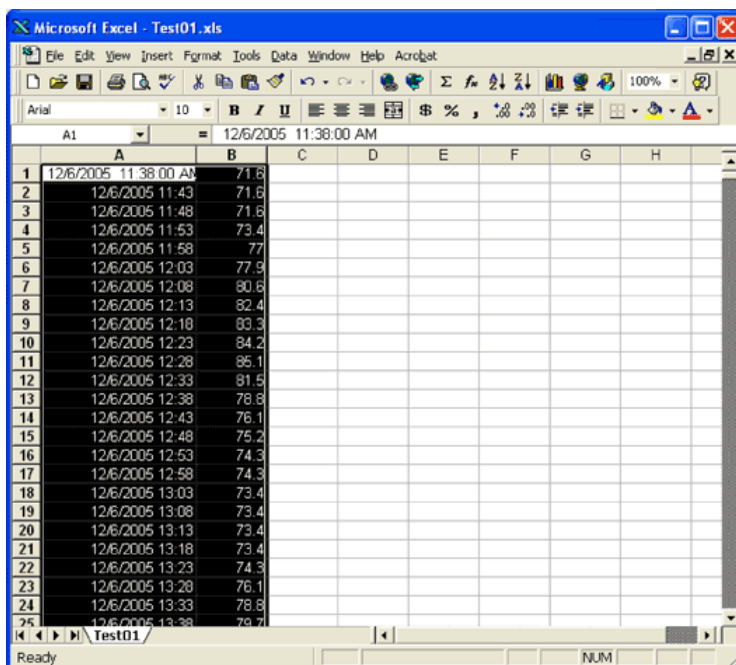 Microsoft Excel - Test01.xls
File Edit View Insert Format Tools Data Window Help Acrobat
100%
Arial 10 B I U $ % ,
A1 = 12/6/2005 11:38:00 AM
A B C D E F G H
1 12/6/2005 11:38:00 AM 71.6
2 12/6/2005 11:43 71.6
3 12/6/2005 11:48 71.6
4 12/6/2005 11:53 73.4
5 12/6/2005 11:58 77
6 12/6/2005 12:03 77.9
7 12/6/2005 12:08 80.6
8 12/6/2005 12:13 82.4
9 12/6/2005 12:18 83.3
10 12/6/2005 12:23 84.2
11 12/6/2005 12:28 85.1
12 12/6/2005 12:33 81.5
13 12/6/2005 12:38 78.8
14 12/6/2005 12:43 76.1
15 12/6/2005 12:48 75.2
16 12/6/2005 12:53 74.3
17 12/6/2005 12:58 74.3
18 12/6/2005 13:03 73.4
19 12/6/2005 13:08 73.4
20 12/6/2005 13:13 73.4
21 12/6/2005 13:18 73.4
22 12/6/2005 13:23 74.3
23 12/6/2005 13:28 76.1
24 12/6/2005 13:33 78.8
25 12/6/2005 13:38 79.7
Test01
Ready NUM